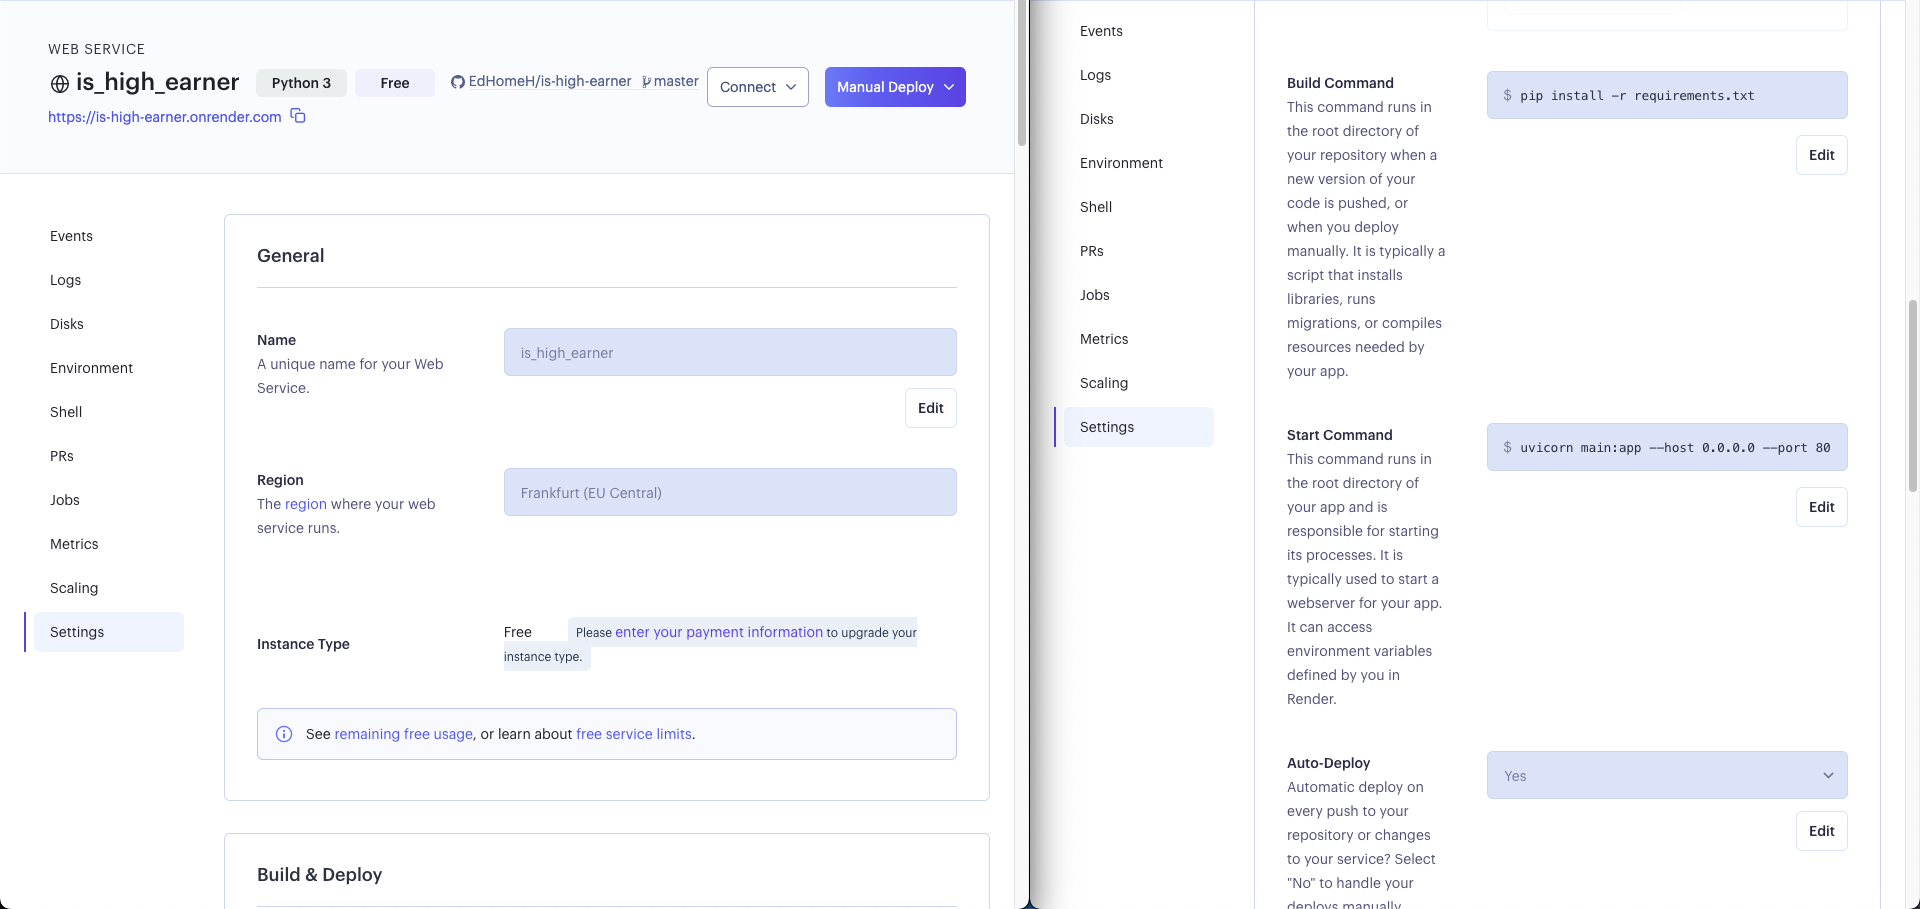 WEB SERVICE
is_high_earner Python 3 Free EdHomeH/is-high-earner master Connect Manual Deploy
https://is-high-earner.onrender.com
Events
Logs
Disks
Environment
Shell
PRs
Jobs
Metrics
Scaling
Settings
General
Name
A unique name for your Web
Service.
is_high_earner
Edit
Region
The region where your web
service runs.
Frankfurt (EU Central)
Instance Type
Free Please enter your payment information to upgrade your
instance type.
See remaining free usage, or learn about free service limits.
Build & Deploy
Events
Logs
Disks
Environment
Shell
PRs
Jobs
Metrics
Scaling
Settings
Build Command
This command runs in
the root directory of
your repository when a
new version of your
code is pushed, or
when you deploy
manually. It is typically a
script that installs
libraries, runs
migrations, or compiles
resources needed by
your app.
$ pip install -r requirements.txt
Edit
Start Command
This command runs in
the root directory of
your app and is
responsible for starting
its processes. It is
typically used to start a
webserver for your app.
It can access
environment variables
defined by you in
Render.
$ uvicorn main:app --host 0.0.0.0 --port 80
Edit
Auto-Deploy
Automatic deploy on
every push to your
repository or changes
to your service? Select
"No" to handle your
deploys manually
Yes
Edit